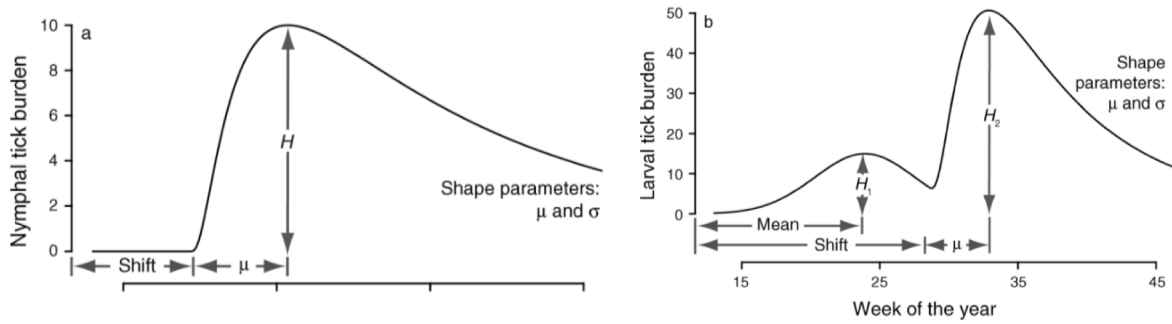 a
Nymphal tick burden
10
8
6
4
2
0
H
Shape parameters:
μ and σ
Shift
μ
b
Larval tick burden
50
40
30
20
10
0
H₁
H₂
Shape
parameters:
μ and σ
Mean
Shift
μ
15 25 35 45
Week of the year